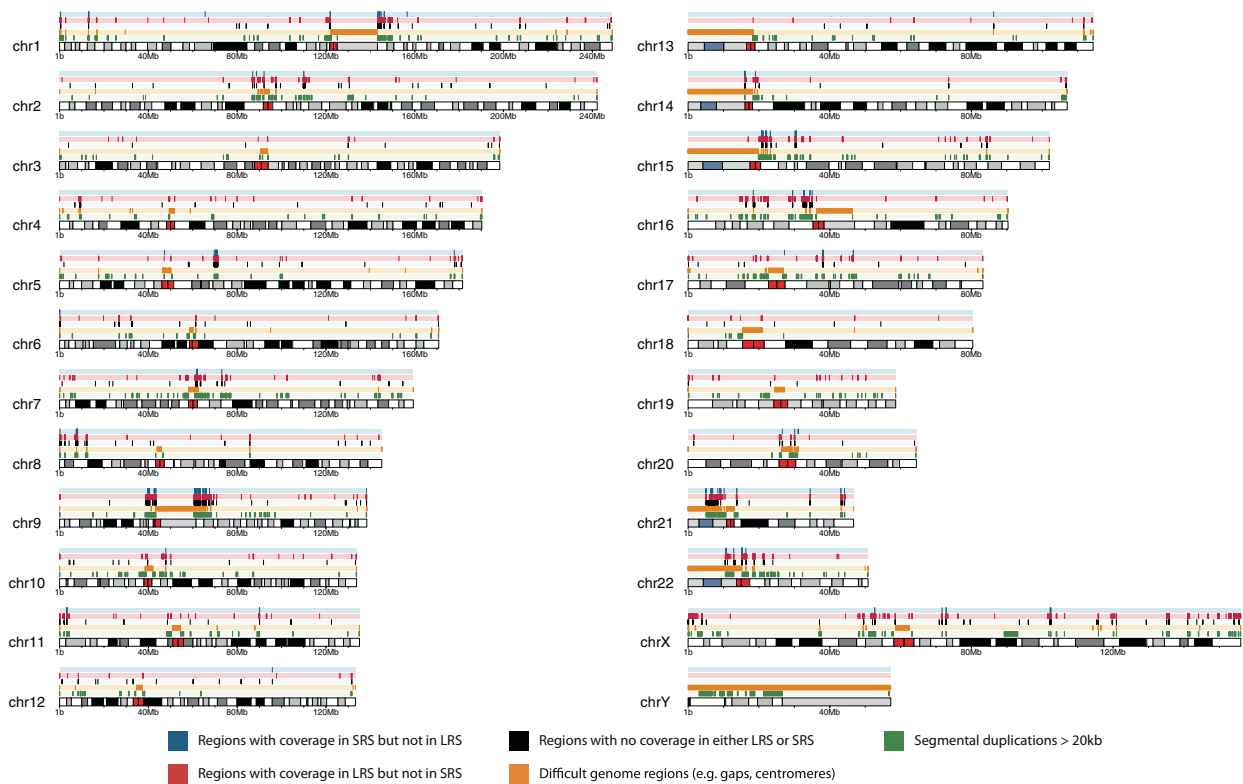 chr1
1b 40Mb 80Mb 120Mb 160Mb 200Mb 240Mb
chr2
1b 40Mb 80Mb 120Mb 160Mb 200Mb 240Mb
chr3
1b 40Mb 80Mb 120Mb 160Mb
chr4
1b 40Mb 80Mb 120Mb 160Mb
chr5
1b 40Mb 80Mb 120Mb 160Mb
chr6
1b 40Mb 80Mb 120Mb 160Mb
chr7
1b 40Mb 80Mb 120Mb
chr8
1b 40Mb 80Mb 120Mb
chr9
1b 40Mb 80Mb 120Mb
chr10
1b 40Mb 80Mb 120Mb
chr11
1b 40Mb 80Mb 120Mb
chr12
1b 40Mb 80Mb 120Mb
chr13
1b 40Mb 80Mb
chr14
1b 40Mb 80Mb
chr15
1b 40Mb 80Mb
chr16
1b 40Mb 80Mb
chr17
1b 40Mb 80Mb
chr18
1b 40Mb 80Mb
chr19
1b 40Mb
chr20
1b 40Mb
chr21
1b 40Mb
chr22
1b 40Mb
chrX
1b 40Mb 80Mb 120Mb
chrY
1b 40Mb
Regions with coverage in SRS but not in LRS
Regions with no coverage in either LRS or SRS
Segmental duplications > 20kb
Regions with coverage in LRS but not in SRS
Difficult genome regions (e.g. gaps, centromeres)